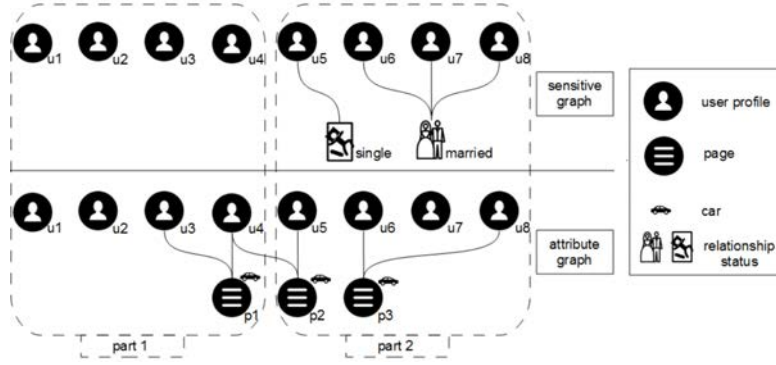 u1 u2 u3 u4 u5 u6 u7 u8
single married
sensitive
graph
u1 u2 u3 u4 u5 u6 u7 u8
attribute
graph
p1 p2 p3
part 1 part 2
user profile
page
car
relationship
status